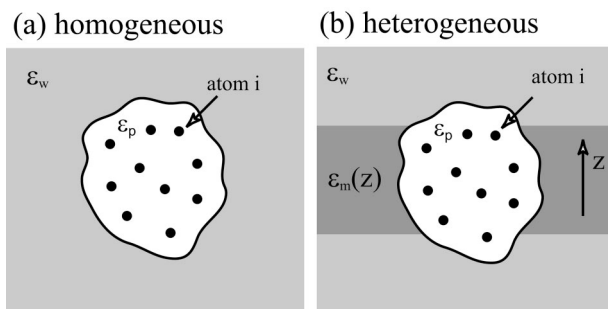 (a) homogeneous
εw
atom i
εp
(b) heterogeneous
εw
atom i
εp
εm(z)
z